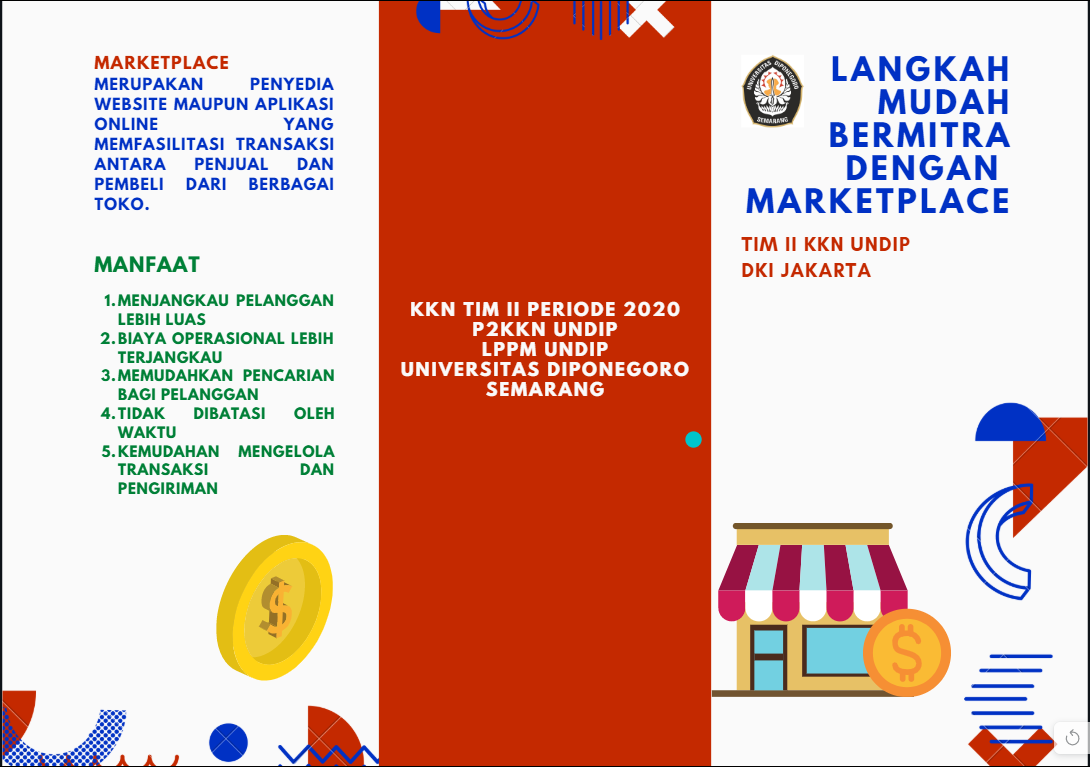 MARKETPLACE
MERUPAKAN PENYEDIA
WEBSITE MAUPUN APLIKASI
ONLINE YANG
MEMFASILITASI TRANSAKSI
ANTARA PENJUAL DAN
PEMBELI DARI BERBAGAI
TOKO.
MANFAAT
1. MENJANGKAU PELANGGAN
LEBIH LUAS
2. BIAYA OPERASIONAL LEBIH
TERJANGKAU
3. MEMUDAHKAN PENCARIAN
BAGI PELANGGAN
4. TIDAK DIBATASI OLEH
WAKTU
5. KEMUDAHAN MENGELOLA
TRANSAKSI DAN
PENGIRIMAN
KKN TIM II PERIODE 2020
P2KKN UNDIP
LPPM UNDIP
UNIVERSITAS DIPONEGORO
SEMARANG
UNIVERSITAS DIPONEGORO
SEMARANG
LANGKAH
MUDAH
BERMITRA
DENGAN
MARKETPLACE
TIM II KKN UNDIP
DKI JAKARTA